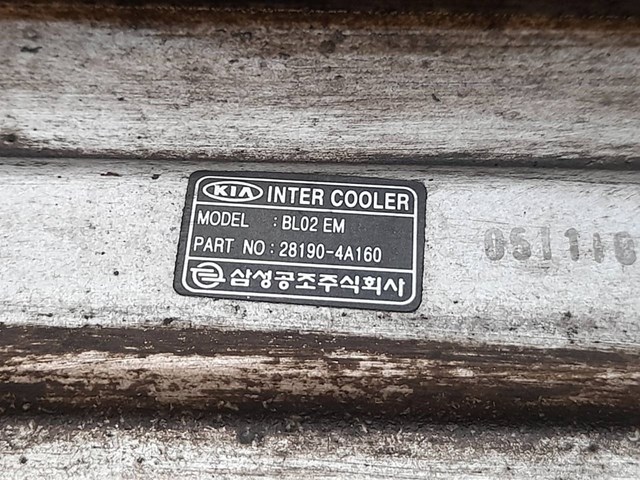 KIA INTER COOLER
MODEL : BL02 EM
PART NO : 28190-4A160
삼성공조주식회사
051116